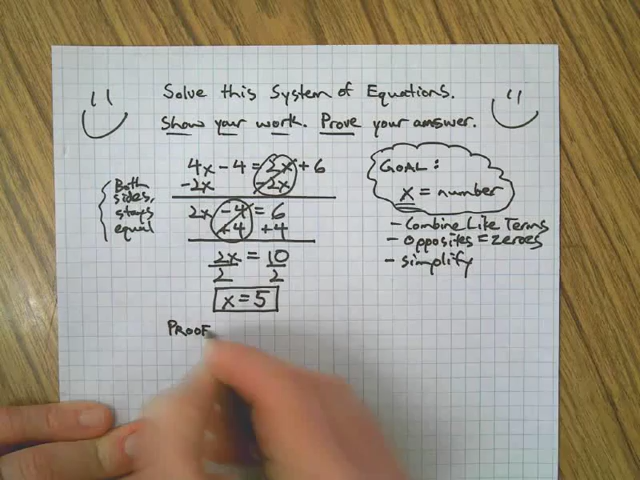 Solve this System of Equations.
Show your work. Prove your answer.
4x - 4 = 2x + 6
-2x -2x
2x - 4 = 6
+4 +4
2x = 10
2 2
x = 5
PROOF
Both
sides,
stays
equal
GOAL:
x = number
- Combine Like Terms
- opposites = zeroes
- simplify